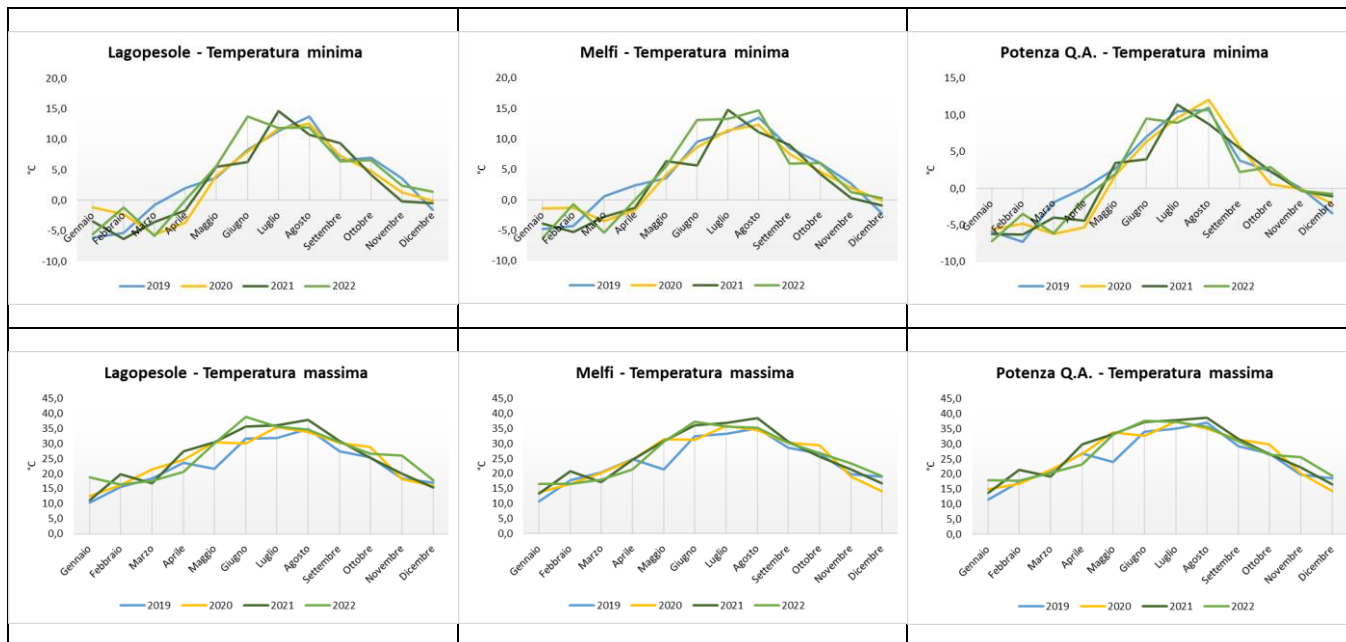 Lagopesole - Temperatura minima
20,0
15,0
10,0
5,0
0,0
-5,0
-10,0
°C
Gennaio
Febbraio
Marzo
Aprile
Maggio
Giugno
Luglio
Agosto
Settembre
Ottobre
Novembre
Dicembre
2019 2020 2021 2022
Melfi - Temperatura minima
20,0
15,0
10,0
5,0
0,0
-5,0
-10,0
°C
Gennaio
Febbraio
Marzo
Aprile
Maggio
Giugno
Luglio
Agosto
Settembre
Ottobre
Novembre
Dicembre
2019 2020 2021 2022
Potenza Q.A. - Temperatura minima
15,0
10,0
5,0
0,0
-5,0
-10,0
°C
Gennaio
Febbraio
Marzo
Aprile
Maggio
Giugno
Luglio
Agosto
Settembre
Ottobre
Novembre
Dicembre
2019 2020 2021 2022
Lagopesole - Temperatura massima
45,0
40,0
35,0
30,0
25,0
20,0
15,0
10,0
5,0
0,0
°C
Gennaio
Febbraio
Marzo
Aprile
Maggio
Giugno
Luglio
Agosto
Settembre
Ottobre
Novembre
Dicembre
2019 2020 2021 2022
Melfi - Temperatura massima
45,0
40,0
35,0
30,0
25,0
20,0
15,0
10,0
5,0
0,0
°C
Gennaio
Febbraio
Marzo
Aprile
Maggio
Giugno
Luglio
Agosto
Settembre
Ottobre
Novembre
Dicembre
2019 2020 2021 2022
Potenza Q.A. - Temperatura massima
45,0
40,0
35,0
30,0
25,0
20,0
15,0
10,0
5,0
0,0
°C
Gennaio
Febbraio
Marzo
Aprile
Maggio
Giugno
Luglio
Agosto
Settembre
Ottobre
Novembre
Dicembre
2019 2020 2021 2022